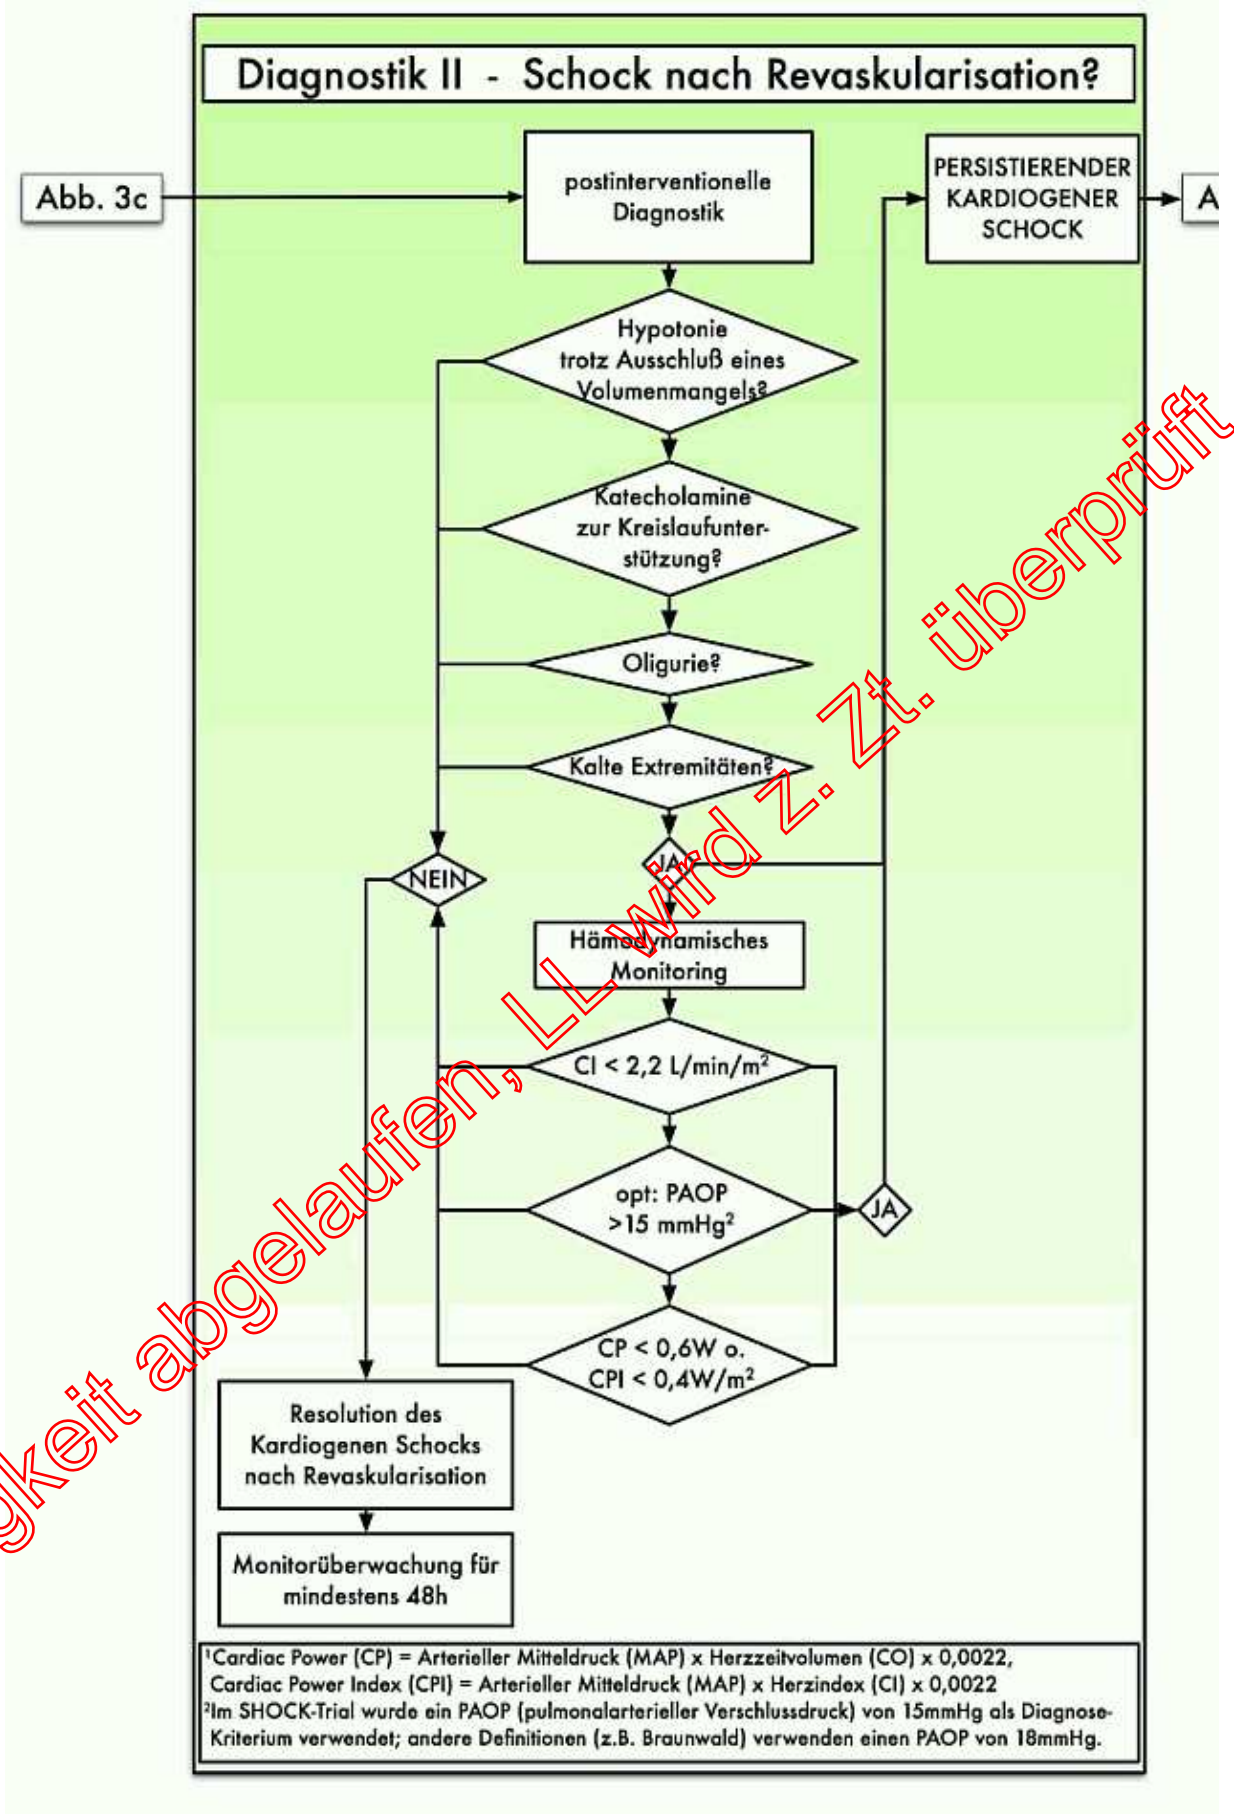 Diagnostik II - Schock nach Revaskularisation?
Abb. 3c
postinterventionelle
Diagnostik
PERSISTIERENDER
KARDIOGENER
SCHOCK
A
Hypotonie
trotz Ausschluß eines
Volumenmangels?
Katecholamine
zur Kreislaufunter-
stützung?
Oligurie?
Kalte Extremitäten?
JA
NEIN
Hämodynamisches
Monitoring
CI < 2,2 L/min/m²
opt: PAOP
>15 mmHg²
JA
CP < 0,6W o.
CPI < 0,4W/m²
Resolution des
Kardiogenen Schocks
nach Revaskularisation
Monitorüberwachung für
mindestens 48h
¹Cardiac Power (CP) = Arterieller Mitteldruck (MAP) x Herzzeitvolumen (CO) x 0,0022,
Cardiac Power Index (CPI) = Arterieller Mitteldruck (MAP) x Herzindex (CI) x 0,0022
²Im SHOCK-Trial wurde ein PAOP (pulmonalarterieller Verschlussdruck) von 15mmHg als Diagnose-
Kriterium verwendet; andere Definitionen (z.B. Braunwald) verwenden einen PAOP von 18mmHg.
gkeit abgelaufen, LL wird z. Zt. überprüft